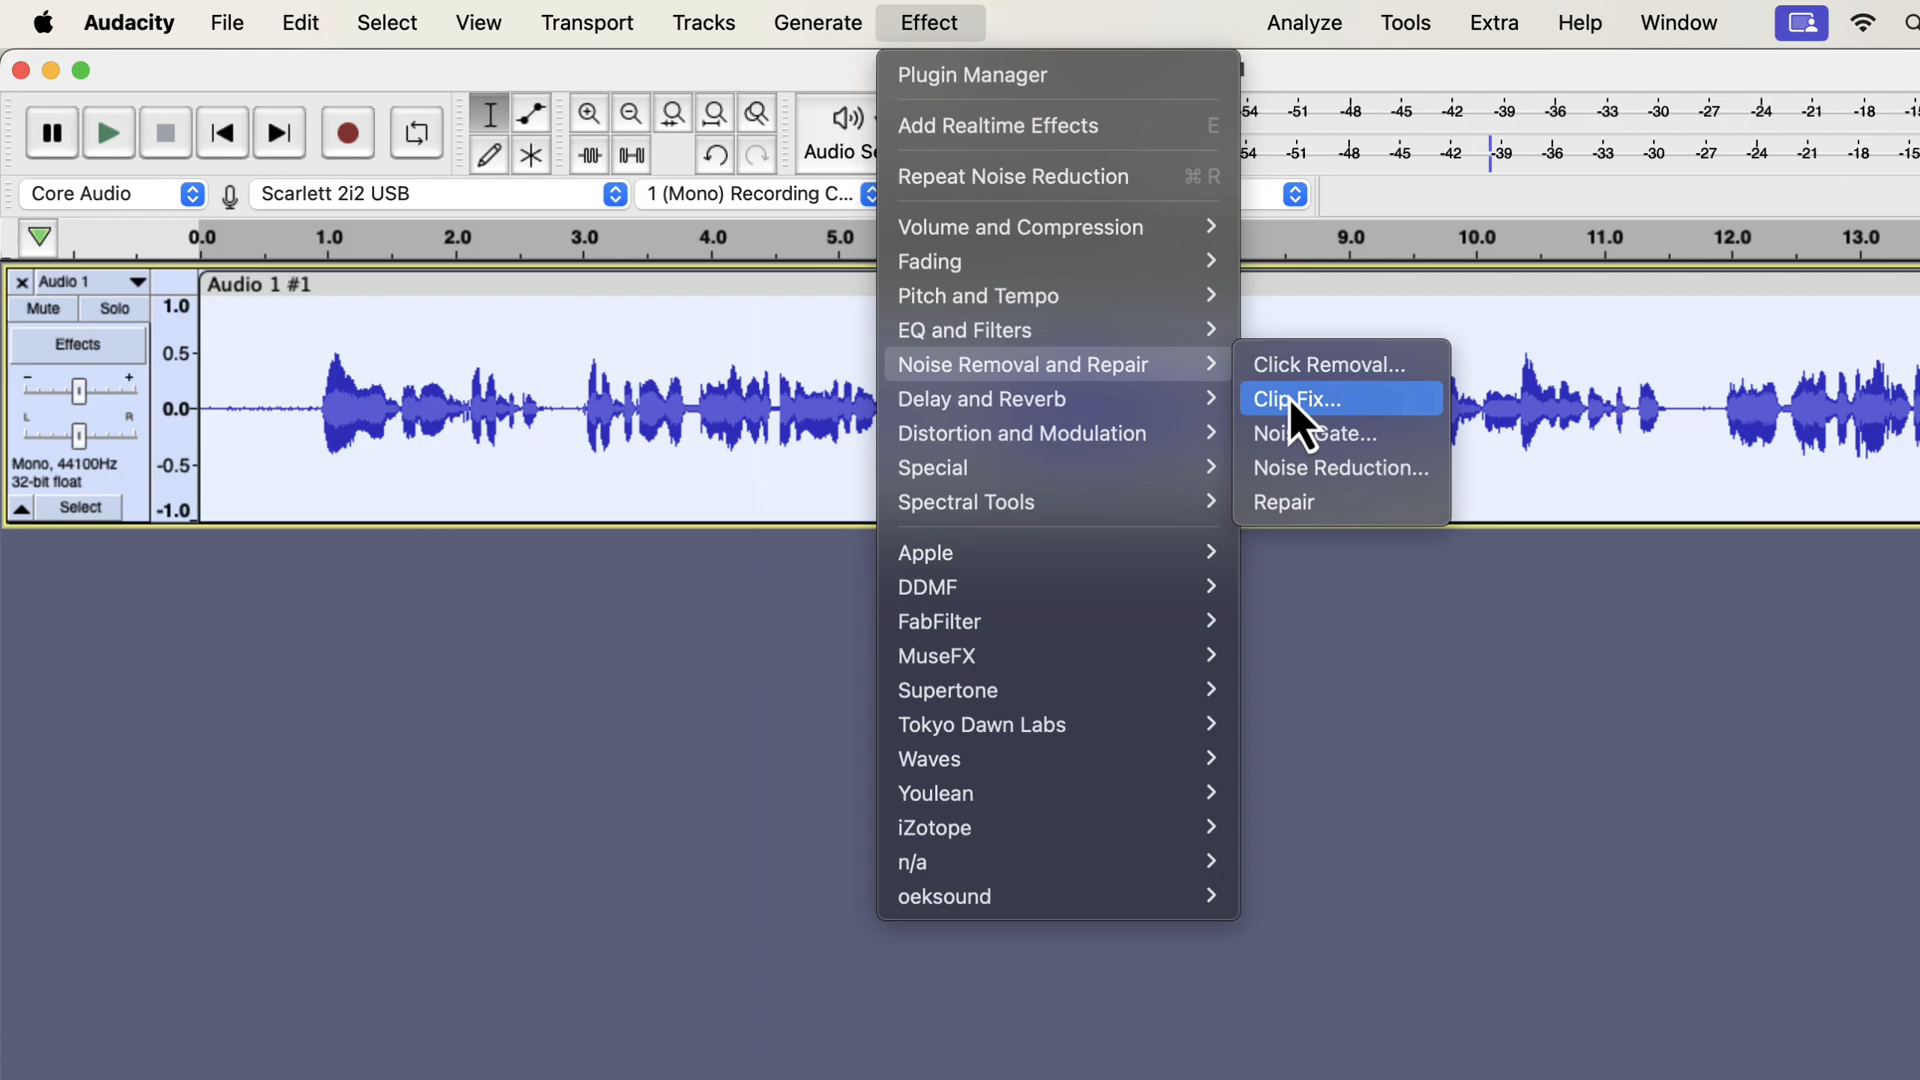 Audacity File Edit Select View Transport Tracks Generate Effect Analyze Tools Extra Help Window
Plugin Manager
Add Realtime Effects E
Repeat Noise Reduction ⌘ R
Volume and Compression
Fading
Pitch and Tempo
EQ and Filters
Noise Removal and Repair
Delay and Reverb
Distortion and Modulation
Special
Spectral Tools
Apple
DDMF
FabFilter
MuseFX
Supertone
Tokyo Dawn Labs
Waves
Youlean
iZotope
n/a
oeksound
Click Removal...
Clip Fix...
Gate...
Noise Reduction...
Repair
Audio Se
-54 -51 -48 -45 -42 -39 -36 -33 -30 -27 -24 -21 -18 -15
54 -51 -48 -45 -42 -39 -36 -33 -30 -27 -24 -21 -18 -15
Core Audio Scarlett 2i2 USB 1 (Mono) Recording C...
0.0 1.0 2.0 3.0 4.0 5.0 9.0 10.0 11.0 12.0 13.0
Audio 1
Audio 1 #1
Mute Solo
Effects
- +
L R
Mono, 44100Hz
32-bit float
Select
1.0
0.5-
0.0-
-0.5-
-1.0